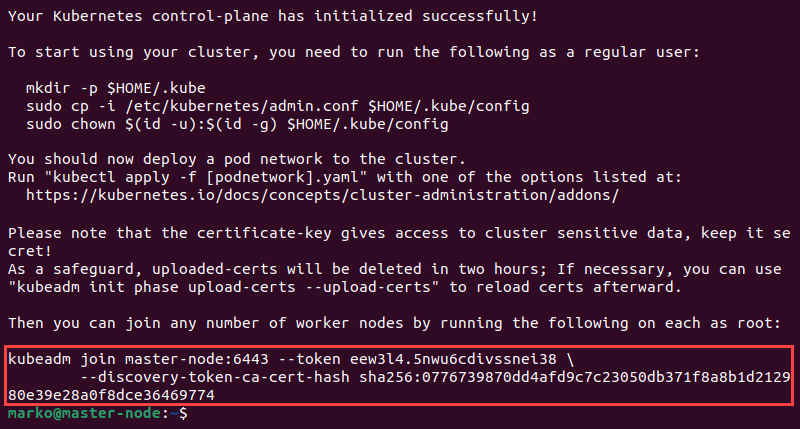 Your Kubernetes control-plane has initialized successfully!
To start using your cluster, you need to run the following as a regular user:
mkdir -p $HOME/.kube
sudo cp -i /etc/kubernetes/admin.conf $HOME/.kube/config
sudo chown $(id -u):$(id -g) $HOME/.kube/config
You should now deploy a pod network to the cluster.
Run "kubectl apply -f [podnetwork].yaml" with one of the options listed at:
https://kubernetes.io/docs/concepts/cluster-administration/addons/
Please note that the certificate-key gives access to cluster sensitive data, keep it se
cret!
As a safeguard, uploaded-certs will be deleted in two hours; If necessary, you can use
"kubeadm init phase upload-certs --upload-certs" to reload certs afterward.
Then you can join any number of worker nodes by running the following on each as root:
kubeadm join master-node:6443 --token eew3l4.5nwu6cdivssnei38 \
--discovery-token-ca-cert-hash sha256:0776739870dd4afd9c7c23050db371f8a8b1d2129
80e39e28a0f8dce36469774
marko@master-node:~$